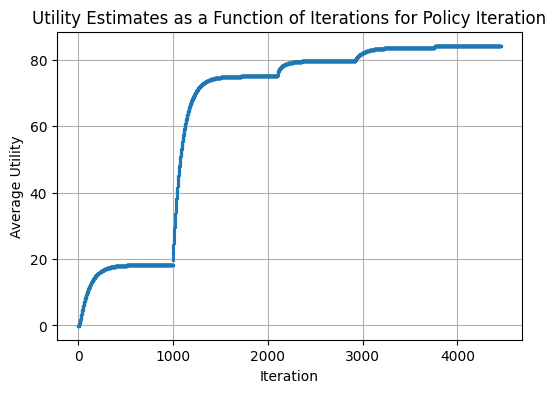 Utility Estimates as a Function of Iterations for Policy Iteration
Average Utility
80
60
40
20
0
0 1000 2000 3000 4000
Iteration